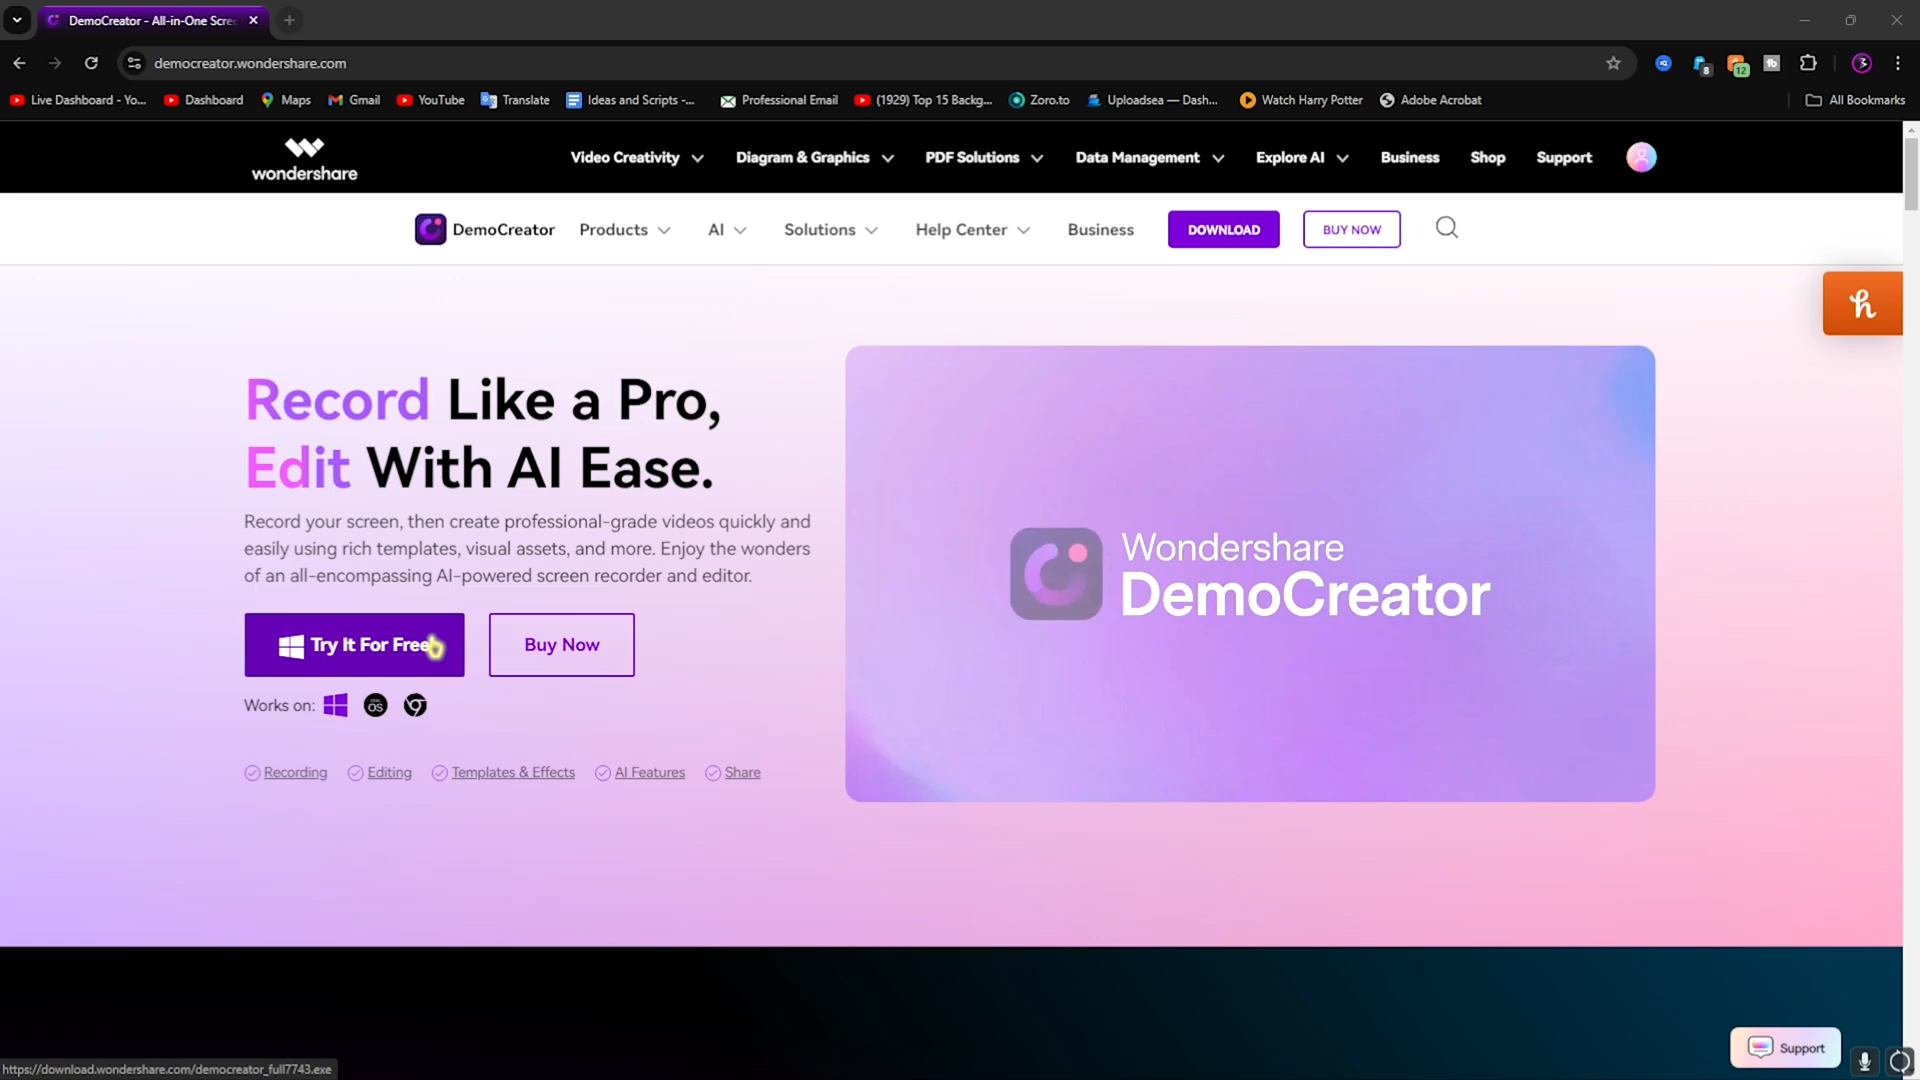 DemoCreator - All-in-One Scre
democreator.wondershare.com
8
12
Live Dashboard - Yo...
Dashboard
Maps
Gmail
YouTube
Translate
Ideas and Scripts -...
Professional Email
(1929) Top 15 Backg...
Zoro.to
Uploadsea — Dash...
Watch Harry Potter
Adobe Acrobat
All Bookmarks
wondershare
Video Creativity
Diagram & Graphics
PDF Solutions
Data Management
Explore AI
Business
Shop
Support
DemoCreator
Products
AI
Solutions
Help Center
Business
DOWNLOAD
BUY NOW
Record Like a Pro,
Edit With AI Ease.
Record your screen, then create professional-grade videos quickly and
easily using rich templates, visual assets, and more. Enjoy the wonders
of an all-encompassing AI-powered screen recorder and editor.
Try It For Free
Buy Now
Works on:
Recording
Editing
Templates & Effects
AI Features
Share
Wondershare
DemoCreator
Support
https://download.wondershare.com/democreator_full7743.exe